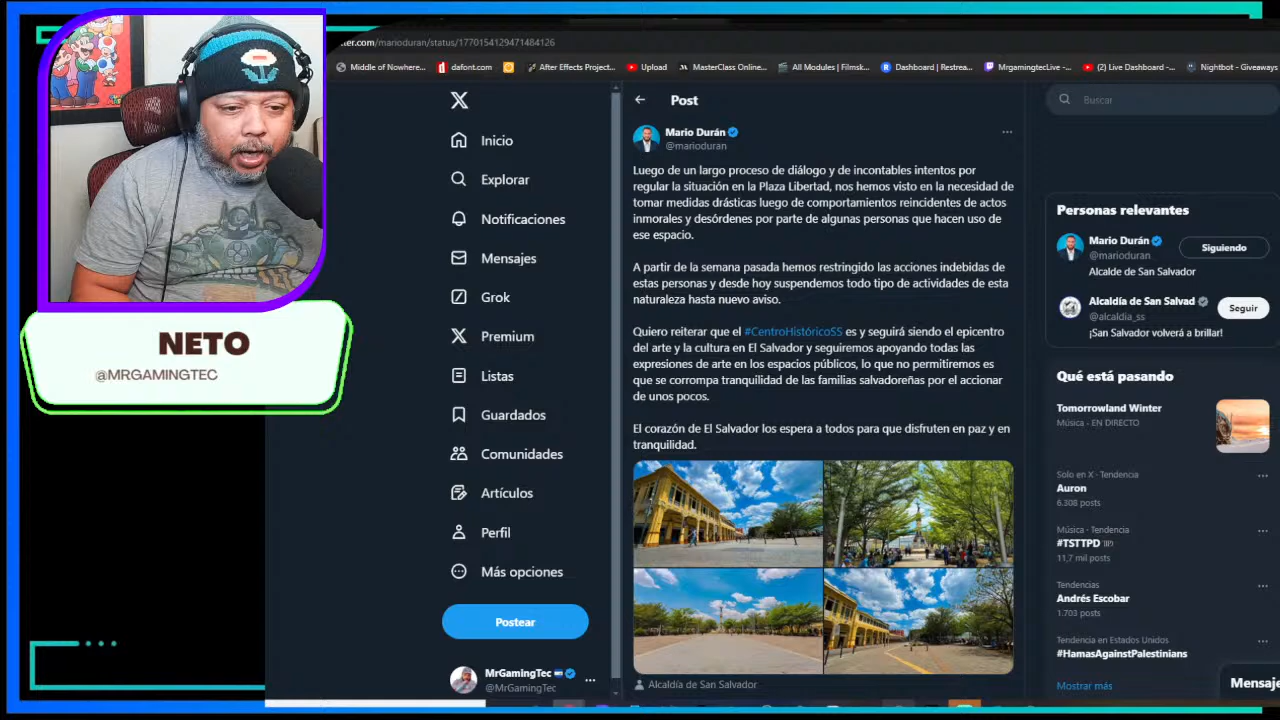 ter.com/marioduran/status/1770154129471484126
Middle of Nowhere...
dafont.com
After Effects Project...
Upload
MasterClass Online...
All Modules | Filmsk...
Dashboard | Restrea...
MrgamingtecLive -...
(2) Live Dashboard -...
Nightbot - Giveaways
Inicio
Explorar
Notificaciones
Mensajes
Grok
Premium
Listas
Guardados
Comunidades
Artículos
Perfil
Más opciones
Postear
MrGamingTec
@MrGamingTec
Post
Mario Durán
@marioduran
Luego de un largo proceso de diálogo y de incontables intentos por
regular la situación en la Plaza Libertad, nos hemos visto en la necesidad de
tomar medidas drásticas luego de comportamientos reincidentes de actos
inmorales y desórdenes por parte de algunas personas que hacen uso de
ese espacio.
A partir de la semana pasada hemos restringido las acciones indebidas de
estas personas y desde hoy suspendemos todo tipo de actividades de esta
naturaleza hasta nuevo aviso.
Quiero reiterar que el #CentroHistóricoSS es y seguirá siendo el epicentro
del arte y la cultura en El Salvador y seguiremos apoyando todas las
expresiones de arte en los espacios públicos, lo que no permitiremos es
que se corrompa tranquilidad de las familias salvadoreñas por el accionar
de unos pocos.
El corazón de El Salvador los espera a todos para que disfruten en paz y en
tranquilidad.
Alcaldía de San Salvador
Buscar
Personas relevantes
Mario Durán
@marioduran
Siguiendo
Alcalde de San Salvador
Alcaldía de San Salvad
@alcaldia_ss
Seguir
¡San Salvador volverá a brillar!
Qué está pasando
Tomorrowland Winter
Música - EN DIRECTO
Solo en X · Tendencia
Auron
6.308 posts
Música · Tendencia
#TSTTPD
11,7 mil posts
Tendencias
Andrés Escobar
1.703 posts
Tendencia en Estados Unidos
#HamasAgainstPalestinians
Mostrar más
Mensaje
NETO
@MRGAMINGTEC